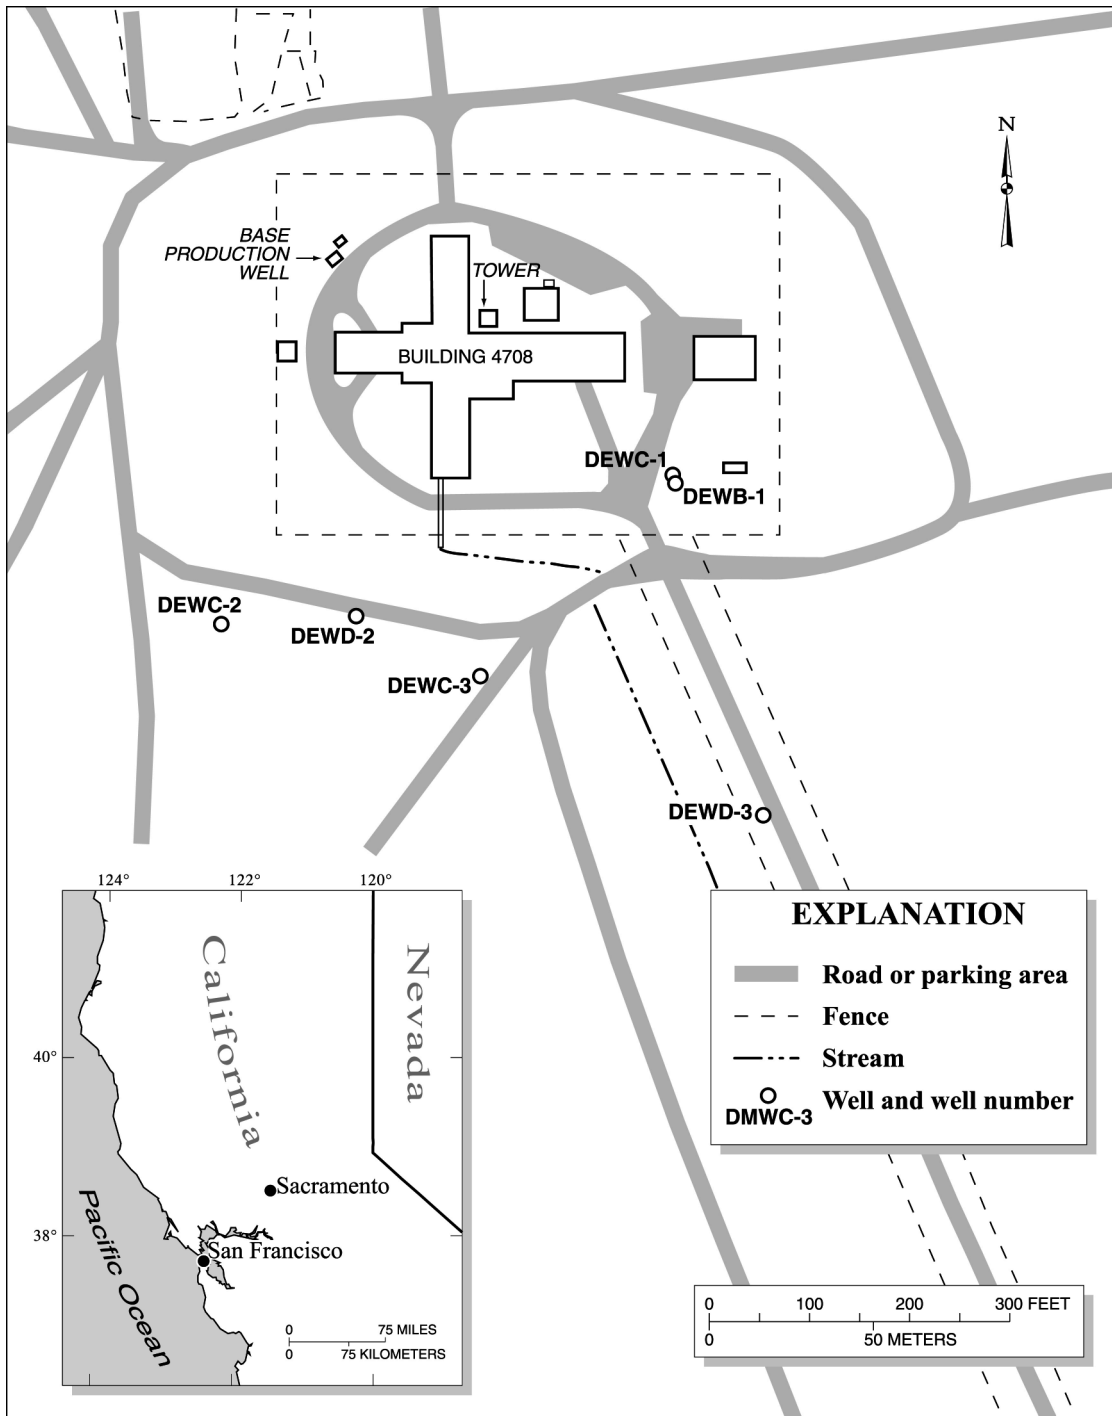 N
BASE
PRODUCTION
WELL
TOWER
BUILDING 4708
DEWC-1
DEWB-1
DEWC-2
DEWD-2
DEWC-3
DEWD-3
124°
122°
120°
40°
38°
California
Nevada
Sacramento
San Francisco
Pacific Ocean
0
75 MILES
0
75 KILOMETERS
EXPLANATION
Road or parking area
Fence
Stream
DMWC-3
Well and well number
0 100 200 300 FEET
0 50 METERS